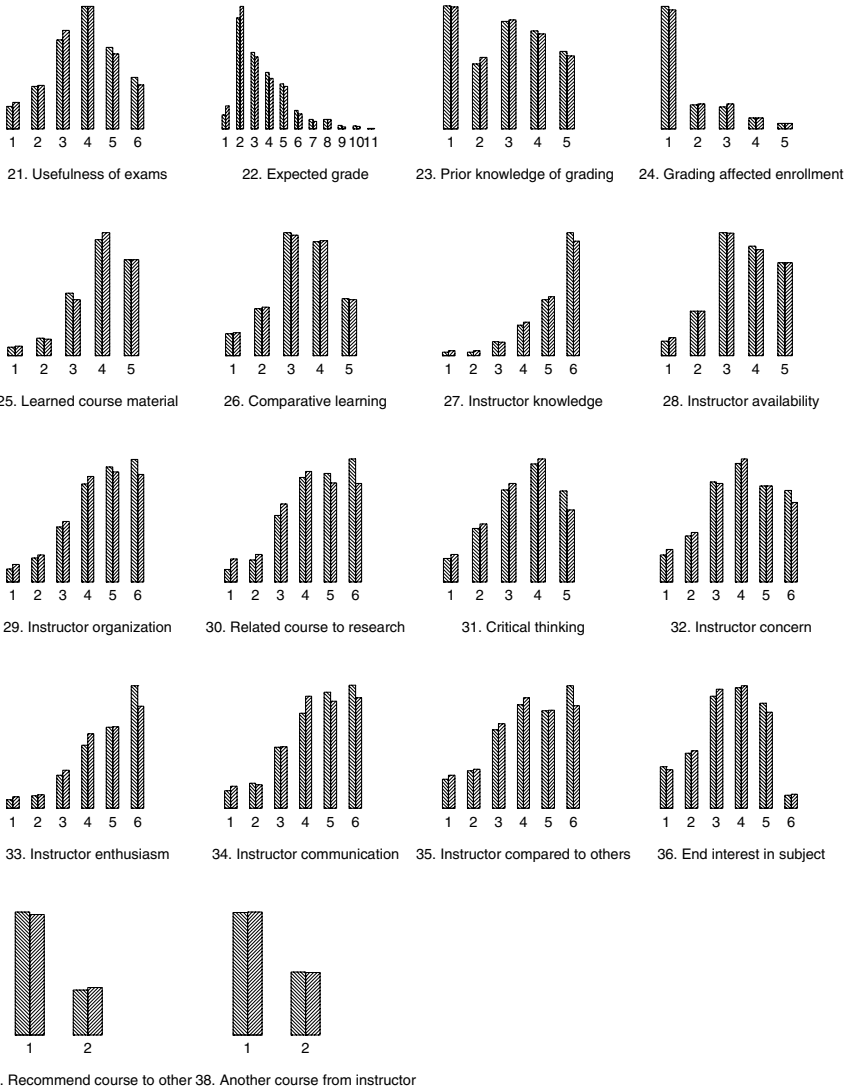 1 2 3 4 5 6
21. Usefulness of exams
1 2 3 4 5 6 7 8 9 10 11
22. Expected grade
1 2 3 4 5
23. Prior knowledge of grading
1 2 3 4 5
24. Grading affected enrollment
1 2 3 4 5
25. Learned course material
1 2 3 4 5
26. Comparative learning
1 2 3 4 5 6
27. Instructor knowledge
1 2 3 4 5
28. Instructor availability
1 2 3 4 5 6
29. Instructor organization
1 2 3 4 5 6
30. Related course to research
1 2 3 4 5
31. Critical thinking
1 2 3 4 5 6
32. Instructor concern
1 2 3 4 5 6
33. Instructor enthusiasm
1 2 3 4 5 6
34. Instructor communication
1 2 3 4 5 6
35. Instructor compared to others
1 2 3 4 5 6
36. End interest in subject
1 2
. Recommend course to other
1 2
38. Another course from instructor